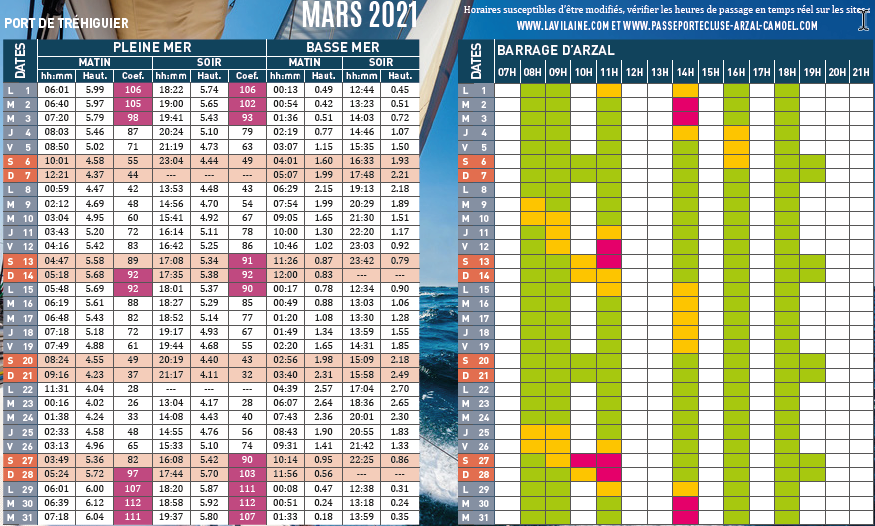 PORT DE TRÉHIGUIER
MARS 2021
Horaires susceptibles d'être modifiés, vérifier les heures de passage en temps réel sur les sites :
WWW.LAVILAINE.COM ET WWW.PASSEPORTECLUSE-ARZAL-CAMOEL.COM
DATES PLEINE MER BASSE MER
MATIN SOIR MATIN SOIR
hh:mm Haut. Coef. hh:mm Haut. Coef. hh:mm Haut. hh:mm Haut.
L 1 06:01 5.99 106 18:22 5.74 106 00:13 0.49 12:44 0.45
M 2 06:40 5.97 105 19:00 5.65 102 00:54 0.42 13:23 0.51
M 3 07:20 5.79 98 19:41 5.43 93 01:36 0.51 14:03 0.72
J 4 08:03 5.46 87 20:24 5.10 79 02:19 0.77 14:46 1.07
V 5 08:50 5.02 71 21:19 4.73 63 03:07 1.15 15:35 1.50
S 6 10:01 4.58 55 23:04 4.44 49 04:01 1.60 16:33 1.93
D 7 12:21 4.37 44 --- --- --- 05:07 1.99 17:48 2.21
L 8 00:59 4.47 42 13:53 4.48 43 06:29 2.15 19:13 2.18
M 9 02:12 4.69 48 14:56 4.70 54 07:54 1.99 20:29 1.89
M 10 03:04 4.95 60 15:41 4.92 67 09:05 1.65 21:30 1.51
J 11 03:43 5.20 72 16:14 5.11 78 10:00 1.30 22:20 1.17
V 12 04:16 5.42 83 16:42 5.25 86 10:46 1.02 23:03 0.92
S 13 04:47 5.58 89 17:08 5.34 91 11:26 0.87 23:42 0.79
D 14 05:18 5.68 92 17:35 5.38 92 12:00 0.83 --- ---
L 15 05:48 5.69 92 18:01 5.37 90 00:17 0.78 12:34 0.90
M 16 06:19 5.61 88 18:27 5.29 85 00:49 0.88 13:03 1.06
M 17 06:48 5.43 82 18:52 5.14 77 01:20 1.08 13:30 1.28
J 18 07:18 5.18 72 19:17 4.93 67 01:49 1.34 13:59 1.55
V 19 07:49 4.88 61 19:44 4.68 55 02:20 1.65 14:31 1.85
S 20 08:24 4.55 49 20:19 4.40 43 02:56 1.98 15:09 2.18
D 21 09:16 4.23 37 21:17 4.11 32 03:40 2.31 15:58 2.49
L 22 11:31 4.04 28 --- --- --- 04:39 2.57 17:04 2.70
M 23 00:16 4.02 26 13:04 4.17 28 06:07 2.64 18:36 2.65
M 24 01:38 4.24 33 14:08 4.43 40 07:43 2.36 20:01 2.30
J 25 02:33 4.58 48 14:55 4.76 56 08:43 1.90 20:55 1.83
V 26 03:13 4.96 65 15:33 5.10 74 09:31 1.41 21:42 1.33
S 27 03:49 5.36 82 16:08 5.42 90 10:14 0.95 22:25 0.86
D 28 05:24 5.72 97 17:44 5.70 103 11:56 0.56 --- ---
L 29 06:01 6.00 107 18:20 5.87 111 00:08 0.47 12:38 0.31
M 30 06:39 6.12 112 18:58 5.92 112 00:51 0.24 13:18 0.24
M 31 07:18 6.04 111 19:37 5.80 107 01:33 0.18 13:59 0.35
DATES BARRAGE D'ARZAL
07H 08H 09H 10H 11H 12H 13H 14H 15H 16H 17H 18H 19H 20H 21H
L 1
M 2
M 3
J 4
V 5
S 6
D 7
L 8
M 9
M 10
J 11
V 12
S 13
D 14
L 15
M 16
M 17
J 18
V 19
S 20
D 21
L 22
M 23
M 24
J 25
V 26
S 27
D 28
L 29
M 30
M 31